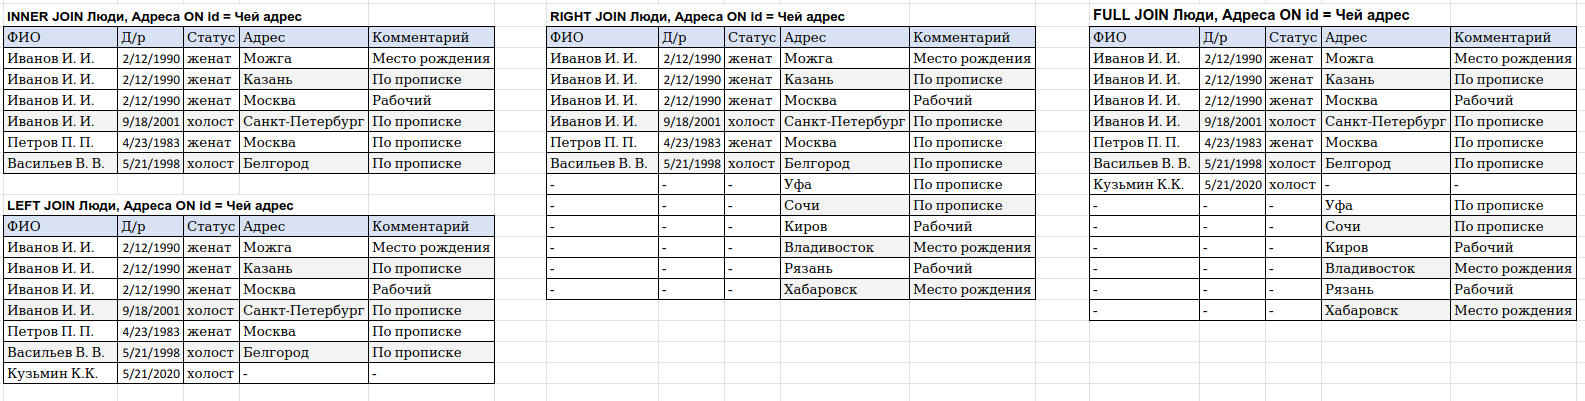 INNER JOIN Люди, Адреса ON id = Чей адрес
ФИО Д/р Статус Адрес Комментарий
Иванов И. И. 2/12/1990 женат Можга Место рождения
Иванов И. И. 2/12/1990 женат Казань По прописке
Иванов И. И. 2/12/1990 женат Москва Рабочий
Иванов И. И. 9/18/2001 холост Санкт-Петербург По прописке
Петров П. П. 4/23/1983 женат Москва По прописке
Васильев В. В. 5/21/1998 холост Белгород По прописке
LEFT JOIN Люди, Адреса ON id = Чей адрес
ФИО Д/р Статус Адрес Комментарий
Иванов И. И. 2/12/1990 женат Можга Место рождения
Иванов И. И. 2/12/1990 женат Казань По прописке
Иванов И. И. 2/12/1990 женат Москва Рабочий
Иванов И. И. 9/18/2001 холост Санкт-Петербург По прописке
Петров П. П. 4/23/1983 женат Москва По прописке
Васильев В. В. 5/21/1998 холост Белгород По прописке
Кузьмин К.К. 5/21/2020 холост - -
RIGHT JOIN Люди, Адреса ON id = Чей адрес
ФИО Д/р Статус Адрес Комментарий
Иванов И. И. 2/12/1990 женат Можга Место рождения
Иванов И. И. 2/12/1990 женат Казань По прописке
Иванов И. И. 2/12/1990 женат Москва Рабочий
Иванов И. И. 9/18/2001 холост Санкт-Петербург По прописке
Петров П. П. 4/23/1983 женат Москва По прописке
Васильев В. В. 5/21/1998 холост Белгород По прописке
- - - Уфа По прописке
- - - Сочи По прописке
- - - Киров Рабочий
- - - Владивосток Место рождения
- - - Рязань Рабочий
- - - Хабаровск Место рождения
FULL JOIN Люди, Адреса ON id = Чей адрес
ФИО Д/р Статус Адрес Комментарий
Иванов И. И. 2/12/1990 женат Можга Место рождения
Иванов И. И. 2/12/1990 женат Казань По прописке
Иванов И. И. 2/12/1990 женат Москва Рабочий
Иванов И. И. 9/18/2001 холост Санкт-Петербург По прописке
Петров П. П. 4/23/1983 женат Москва По прописке
Васильев В. В. 5/21/1998 холост Белгород По прописке
Кузьмин К.К. 5/21/2020 холост - -
- - - Уфа По прописке
- - - Сочи По прописке
- - - Киров Рабочий
- - - Владивосток Место рождения
- - - Рязань Рабочий
- - - Хабаровск Место рождения